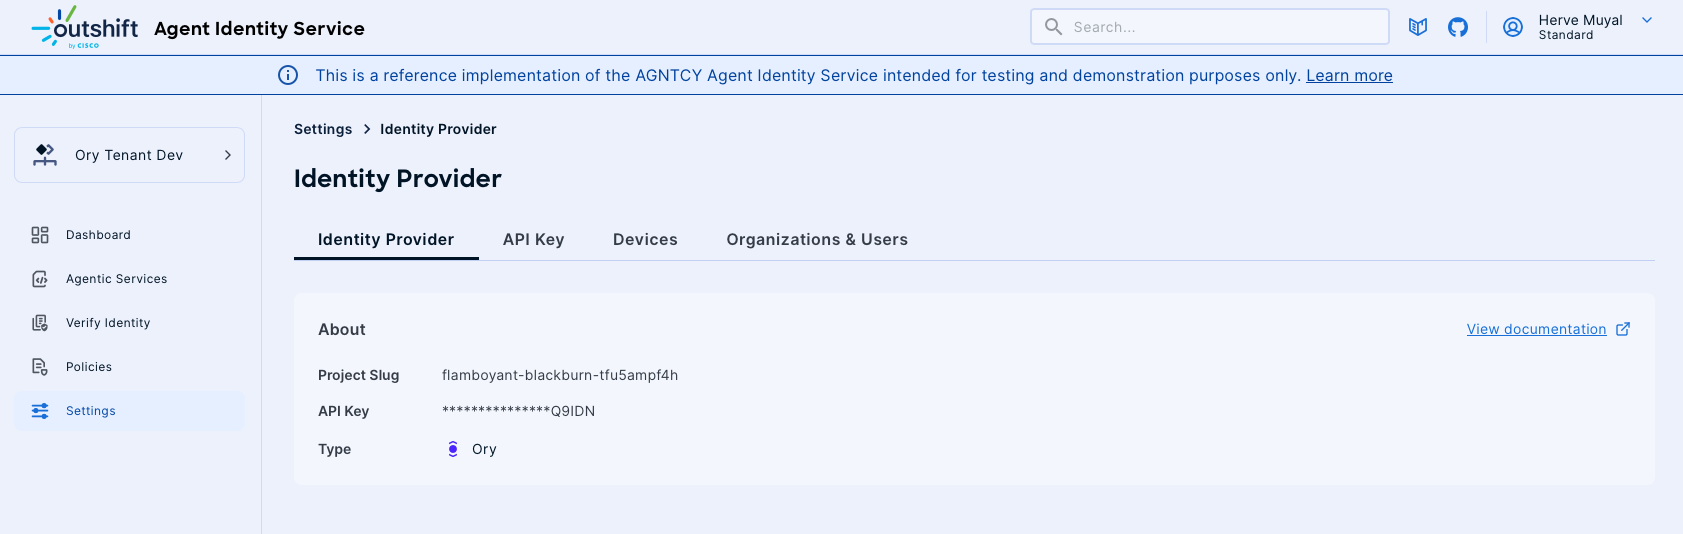 outshift
by CISCO
Agent Identity Service
Search...
Herve Muyal
Standard
This is a reference implementation of the AGNTCY Agent Identity Service intended for testing and demonstration purposes only. Learn more
Ory Tenant Dev
Dashboard
Agentic Services
Verify Identity
Policies
Settings
Settings > Identity Provider
Identity Provider
Identity Provider API Key Devices Organizations & Users
About
View documentation
Project Slug flamboyant-blackburn-tfu5ampf4h
API Key ***************Q9IDN
Type Ory